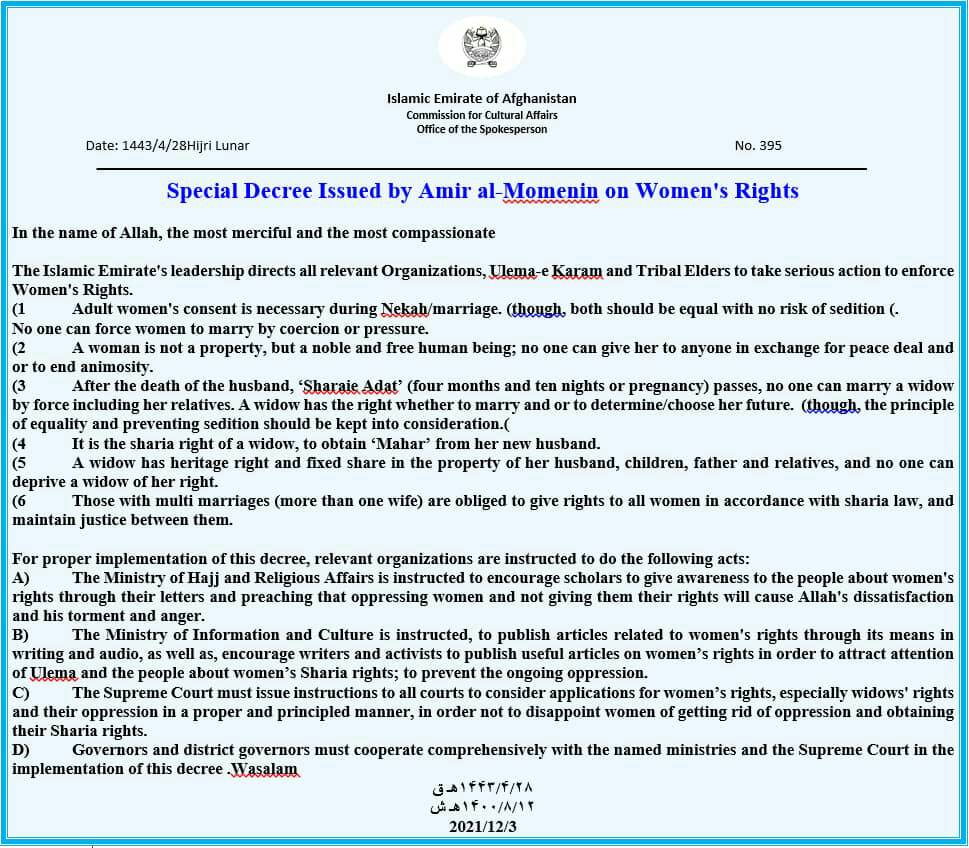 Islamic Emirate of Afghanistan
Commission for Cultural Affairs
Office of the Spokesperson
Date: 1443/4/28Hijri Lunar No. 395
Special Decree Issued by Amir al-Momenin on Women's Rights
In the name of Allah, the most merciful and the most compassionate
The Islamic Emirate's leadership directs all relevant Organizations, Ulema-e Karam and Tribal Elders to take serious action to enforce
Women's Rights.
(1 Adult women's consent is necessary during Nekah/marriage. (though, both should be equal with no risk of sedition (.
No one can force women to marry by coercion or pressure.
(2 A woman is not a property, but a noble and free human being; no one can give her to anyone in exchange for peace deal and
or to end animosity.
(3 After the death of the husband, ‘Sharaie Adat’ (four months and ten nights or pregnancy) passes, no one can marry a widow
by force including her relatives. A widow has the right whether to marry and or to determine/choose her future. (though, the principle
of equality and preventing sedition should be kept into consideration.(
(4 It is the sharia right of a widow, to obtain ‘Mahar’ from her new husband.
(5 A widow has heritage right and fixed share in the property of her husband, children, father and relatives, and no one can
deprive a widow of her right.
(6 Those with multi marriages (more than one wife) are obliged to give rights to all women in accordance with sharia law, and
maintain justice between them.
For proper implementation of this decree, relevant organizations are instructed to do the following acts:
A) The Ministry of Hajj and Religious Affairs is instructed to encourage scholars to give awareness to the people about women's
rights through their letters and preaching that oppressing women and not giving them their rights will cause Allah's dissatisfaction
and his torment and anger.
B) The Ministry of Information and Culture is instructed, to publish articles related to women's rights through its means in
writing and audio, as well as, encourage writers and activists to publish useful articles on women’s rights in order to attract attention
of Ulema and the people about women’s Sharia rights; to prevent the ongoing oppression.
C) The Supreme Court must issue instructions to all courts to consider applications for women’s rights, especially widows' rights
and their oppression in a proper and principled manner, in order not to disappoint women of getting rid of oppression and obtaining
their Sharia rights.
D) Governors and district governors must cooperate comprehensively with the named ministries and the Supreme Court in the
implementation of this decree .Wasalam
۱۴۴۳/۴/۲۸هـ ق
۱۴۰۰/۸/۱۲هـ ش
2021/12/3